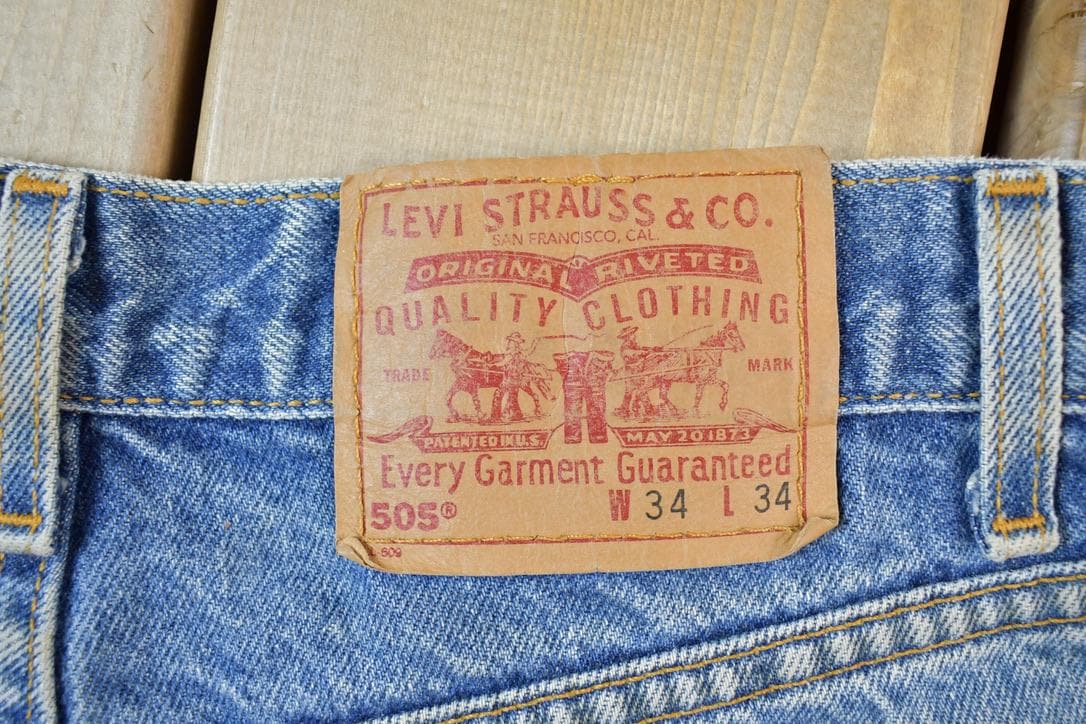 LEVI STRAUSS & CO.
SAN FRANCISCO, CAL.
ORIGINAL RIVETED
QUALITY CLOTHING
TRADE MARK
PATENTED IN U.S. MAY 20 1873
Every Garment Guaranteed
505® W 34 L 34